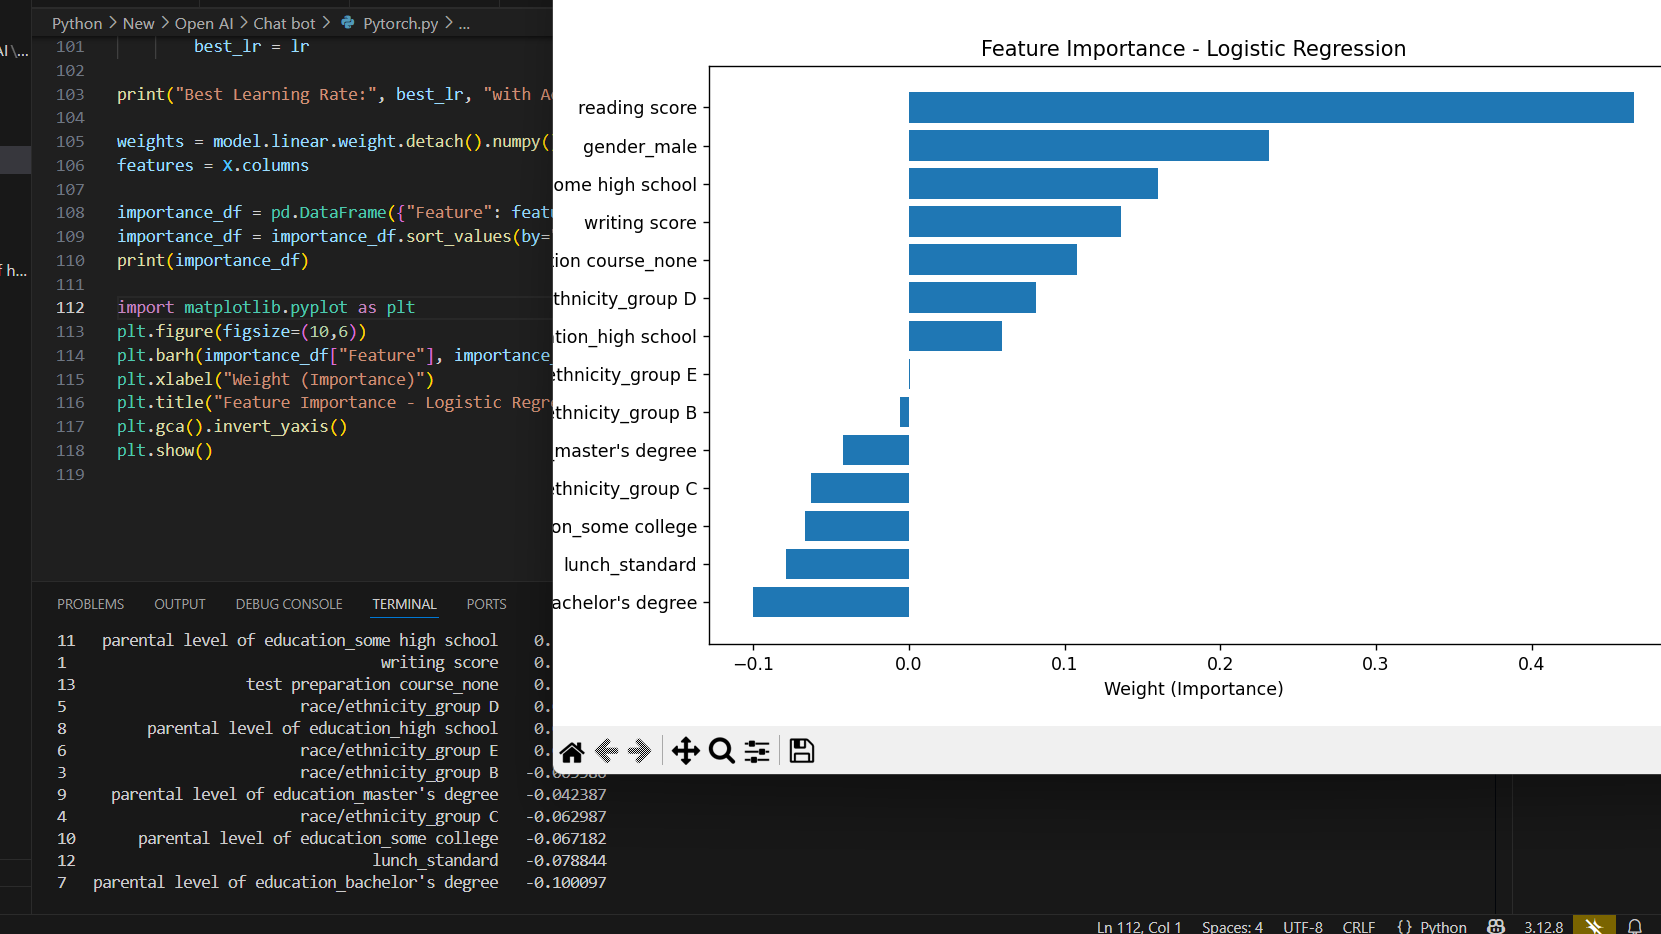 Python > New > Open AI > Chat bot > Pytorch.py > ...
AI \...
f h...
101 best_lr = lr
102
103 print("Best Learning Rate:", best_lr, "with A
104
105 weights = model.linear.weight.detach().numpy(
106 features = X.columns
107
108 importance_df = pd.DataFrame({"Feature": feat
109 importance_df = importance_df.sort_values(by=
110 print(importance_df)
111
112 import matplotlib.pyplot as plt
113 plt.figure(figsize=(10,6))
114 plt.barh(importance_df["Feature"], importance_
115 plt.xlabel("Weight (Importance)")
116 plt.title("Feature Importance - Logistic Regr
117 plt.gca().invert_yaxis()
118 plt.show()
119
PROBLEMS OUTPUT DEBUG CONSOLE TERMINAL PORTS
11 parental level of education_some high school 0.
1 writing score 0.
13 test preparation course_none 0.
5 race/ethnicity_group D 0.
8 parental level of education_high school 0.
6 race/ethnicity_group E 0.
3 race/ethnicity_group B
9 parental level of education_master's degree -0.042387
4 race/ethnicity_group C -0.062987
10 parental level of education_some college -0.067182
12 lunch_standard -0.078844
7 parental level of education_bachelor's degree -0.100097
Feature Importance - Logistic Regression
reading score
gender_male
ome high school
writing score
ion course_none
thnicity_group D
tion_high school
ethnicity_group E
thnicity_group B
_master's degree
ethnicity_group C
on_some college
lunch_standard
achelor's degree
−0.1 0.0 0.1 0.2 0.3 0.4
Weight (Importance)
Ln 112, Col 1 Spaces: 4 UTF-8 CRLF {} Python 3.12.8